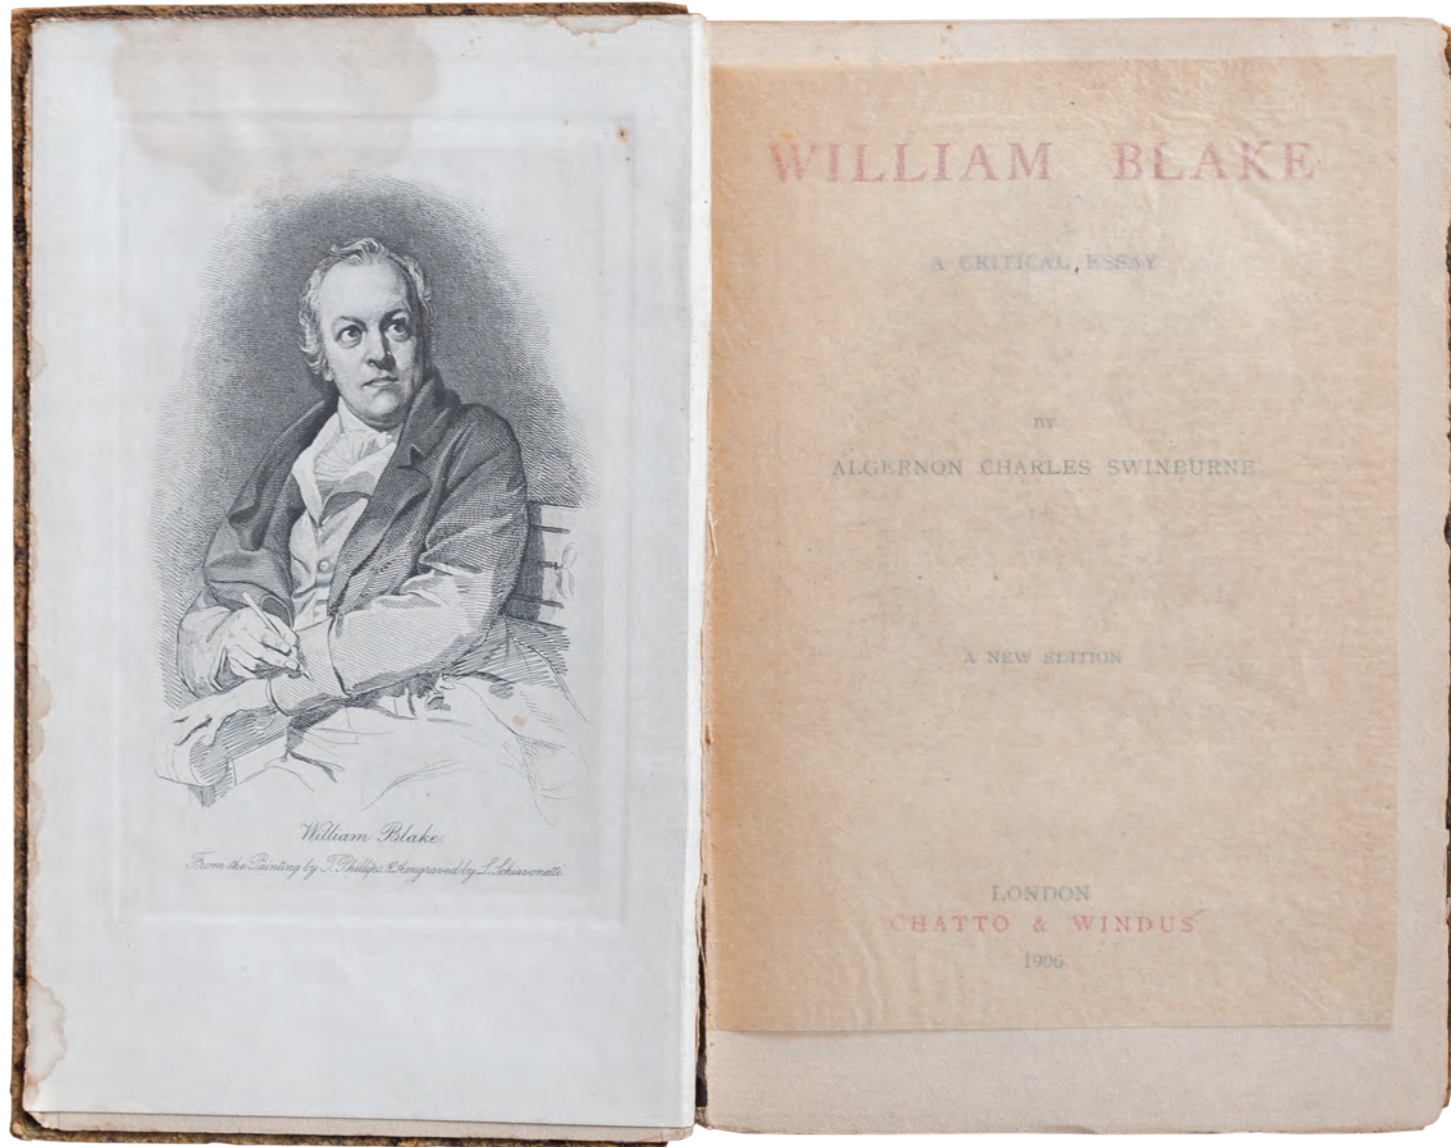 William Blake.
From the Painting by T. Phillips R.A. engraved by L. Schiavonetti
WILLIAM BLAKE
A CRITICAL ESSAY
BY
ALGERNON CHARLES SWINBURNE
A NEW EDITION
LONDON
CHATTO & WINDUS
1906